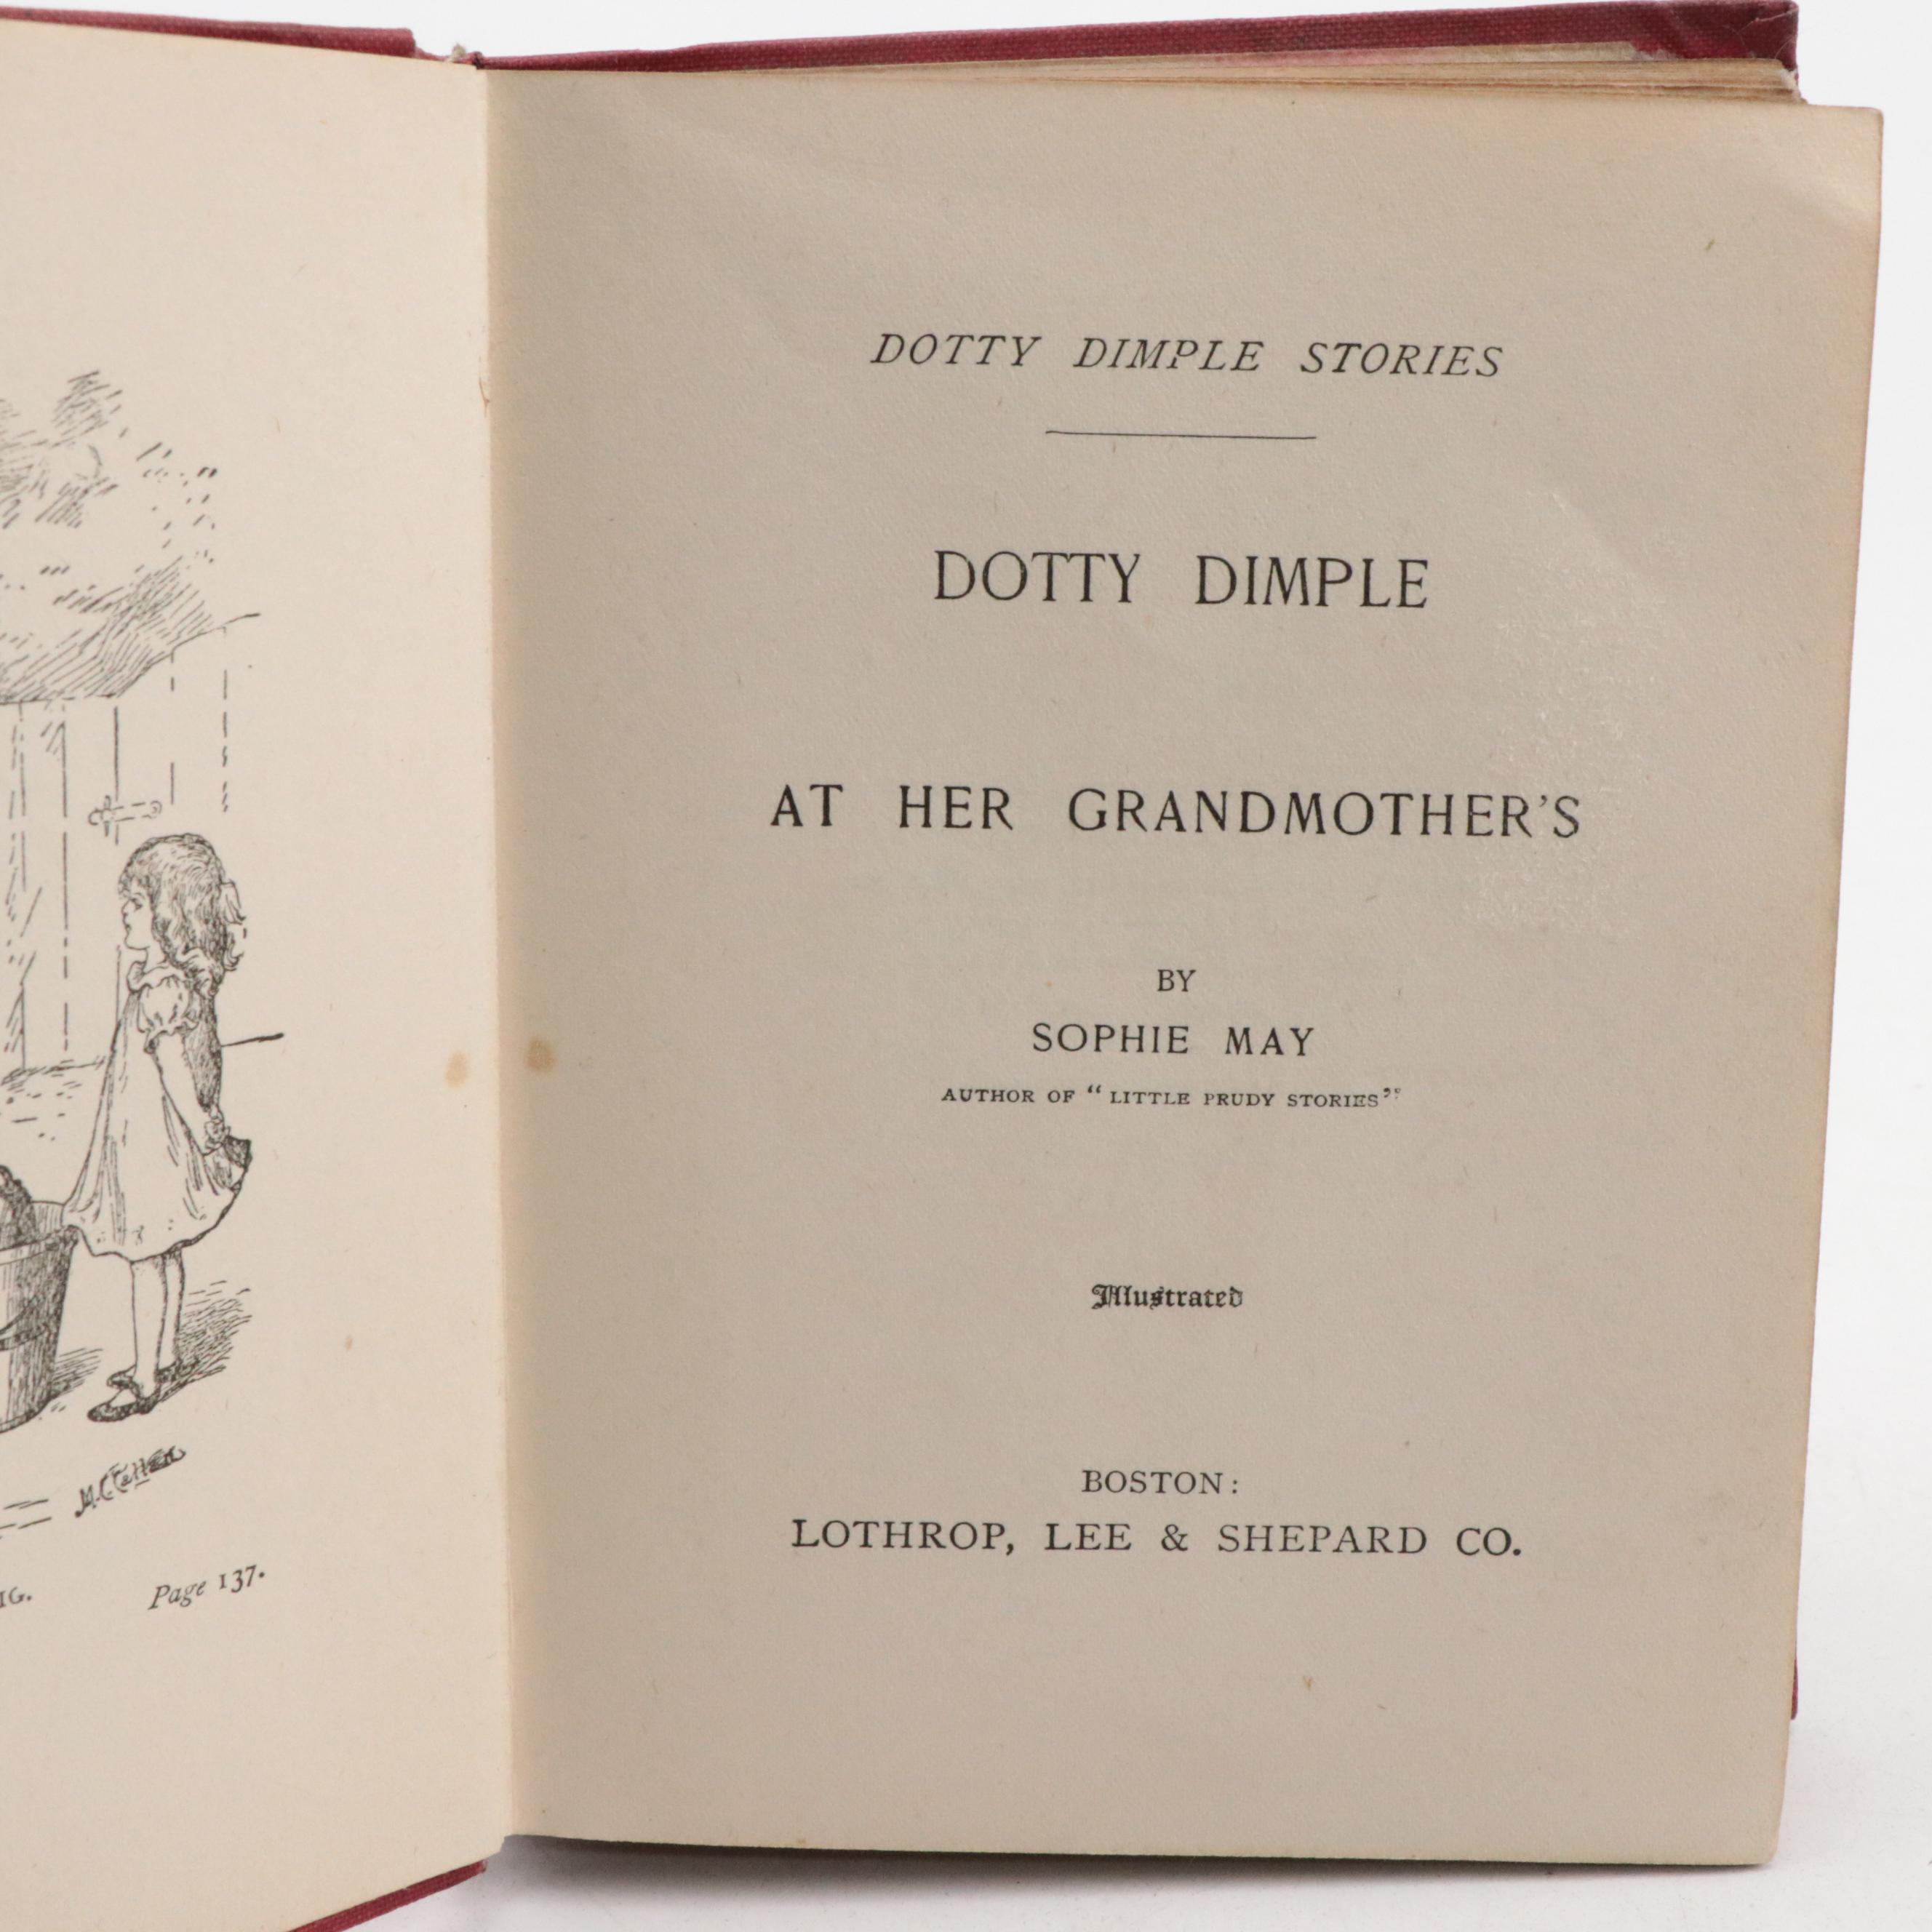 IG. Page 137.
DOTTY DIMPLE STORIES
DOTTY DIMPLE
AT HER GRANDMOTHER'S
BY
SOPHIE MAY
AUTHOR OF “LITTLE PRUDY STORIES”
Illustrated
BOSTON:
LOTHROP, LEE & SHEPARD CO.